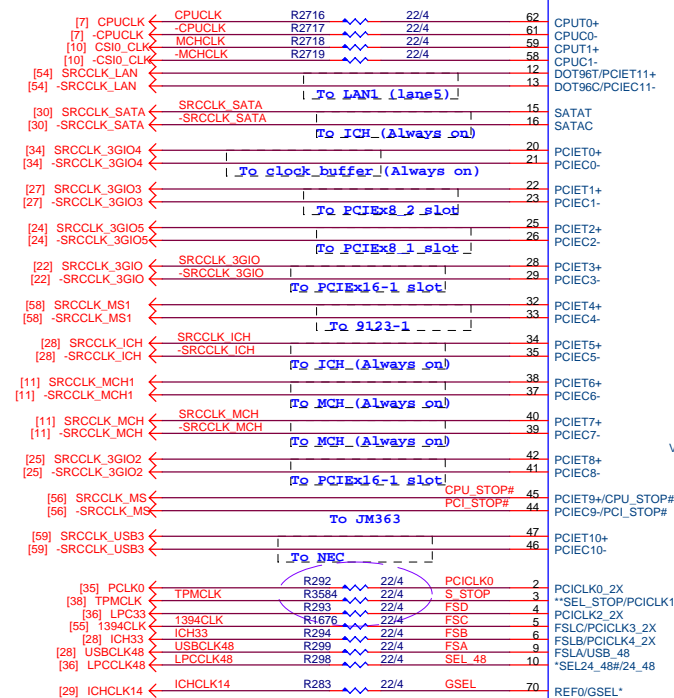 [7] CPUCLK CPUCLK R2716 22/4 62 CPUT0+
[7] -CPUCLK -CPUCLK R2717 22/4 61 CPUC0-
[10] CSI0_CLK MCHCLK R2718 22/4 59 CPUT1+
[10] -CSI0_CLK -MCHCLK R2719 22/4 58 CPUC1-
[54] SRCCLK_LAN 12 DOT96T/PCIET11+
[54] -SRCCLK_LAN 13 DOT96C/PCIEC11-
To LAN1 (lane5)
[30] SRCCLK_SATA SRCCLK_SATA 15 SATAT
[30] -SRCCLK_SATA -SRCCLK_SATA 16 SATAC
To ICH (Always on)
[34] SRCCLK_3GIO4 20 PCIET0+
[34] -SRCCLK_3GIO4 21 PCIEC0-
To clock buffer (Always on)
[27] SRCCLK_3GIO3 22 PCIET1+
[27] -SRCCLK_3GIO3 23 PCIEC1-
To PCIEx8_2 slot
[24] SRCCLK_3GIO5 25 PCIET2+
[24] -SRCCLK_3GIO5 26 PCIEC2-
To PCIEx8_1 slot
[22] SRCCLK_3GIO SRCCLK_3GIO 28 PCIET3+
[22] -SRCCLK_3GIO -SRCCLK_3GIO 29 PCIEC3-
To PCIEx16-1 slot
[58] SRCCLK_MS1 32 PCIET4+
[58] -SRCCLK_MS1 33 PCIEC4-
To 9123-1
[28] SRCCLK_ICH SRCCLK_ICH 34 PCIET5+
[28] -SRCCLK_ICH -SRCCLK_ICH 35 PCIEC5-
To ICH (Always on)
[11] SRCCLK_MCH1 38 PCIET6+
[11] -SRCCLK_MCH1 37 PCIEC6-
To MCH (Always on)
[11] SRCCLK_MCH SRCCLK_MCH 40 PCIET7+
[11] -SRCCLK_MCH -SRCCLK_MCH 39 PCIEC7-
To MCH (Always on)
[25] SRCCLK_3GIO2 42 PCIET8+
[25] -SRCCLK_3GIO2 41 PCIEC8-
To PCIEx16-1 slot
[56] SRCCLK_MS CPU_STOP# 45 PCIET9+/CPU_STOP#
[56] -SRCCLK_MS PCI_STOP# 44 PCIEC9-/PCI_STOP#
To JM363
[59] SRCCLK_USB3 47 PCIET10+
[59] -SRCCLK_USB3 46 PCIEC10-
To NEC
[35] PCLK0 R292 22/4 PCICLK0 2 PCICLK0_2X
[38] TPMCLK TPMCLK R3584 22/4 S_STOP 3 **SEL_STOP/PCICLK1
[36] LPC33 R293 22/4 FSD 4 PCICLK2_2X
[55] 1394CLK 1394CLK R1676 22/4 FSC 5 FSLC/PCICLK3_2X
[28] ICH33 ICH33 R294 22/4 FSB 6 FSLB/PCICLK4_2X
[28] USBCLK48 USBCLK48 R299 22/4 FSA 9 FSLA/USB_48
[36] LPCCLK48 LPCCLK48 R298 22/4 SEL_48 10 *SEL24_48#/24_48
[29] ICHCLK14 ICHCLK14 R283 22/4 GSEL 70 REF0/GSEL*